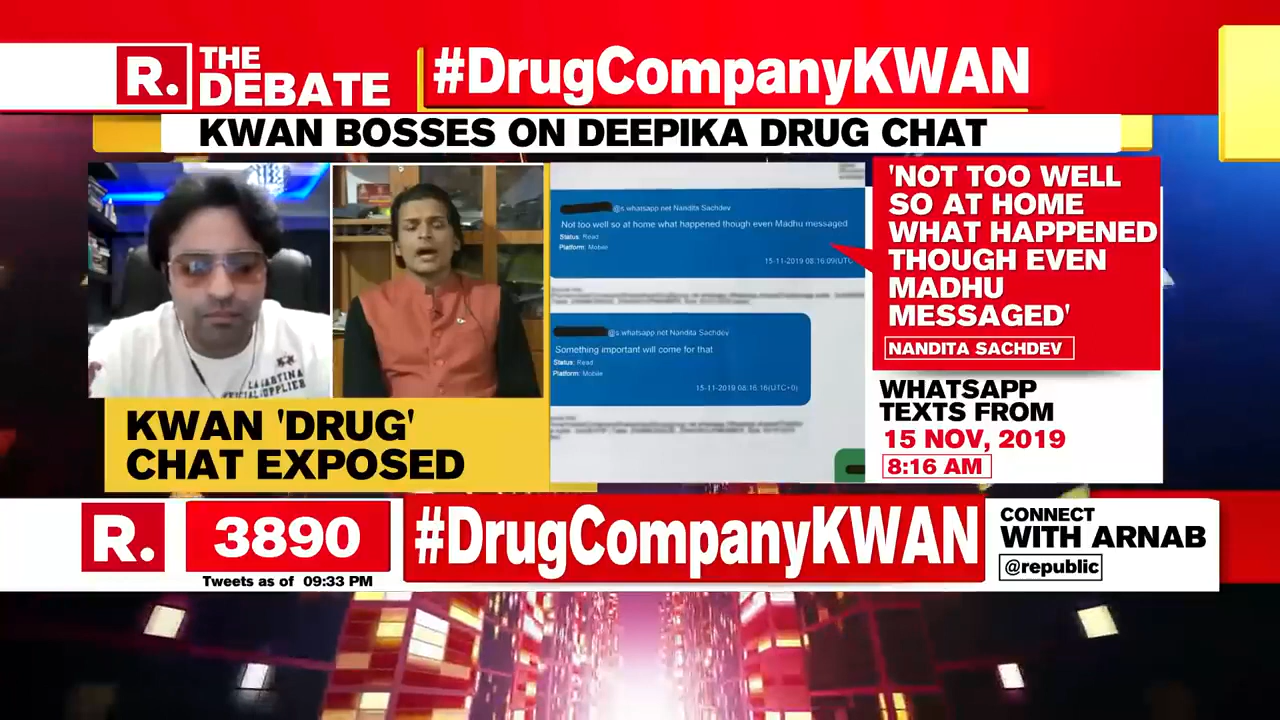 R.
THE
DEBATE
#DrugCompanyKWAN
KWAN BOSSES ON DEEPIKA DRUG CHAT
@s.whatsapp.net Nandita Sachdev
Not too well so at home what happened though even Madhu messaged
Status: Read
Platform: Mobile
15-11-2019 08:16:09(UTC
@s.whatsapp.net Nandita Sachdev
Something important will come for that
Status: Read
Platform: Mobile
15-11-2019 08:16:16(UTC+0)
'NOT TOO WELL
SO AT HOME
WHAT HAPPENED
THOUGH EVEN
MADHU
MESSAGED'
NANDITA SACHDEV
WHATSAPP
TEXTS FROM
15 NOV, 2019
8:16 AM
LA MARTINA
OFFICIAL SUPPLIER
KWAN 'DRUG'
CHAT EXPOSED
R.
3890
Tweets as of 09:33 PM
#DrugCompanyKWAN
CONNECT
WITH ARNAB
@republic